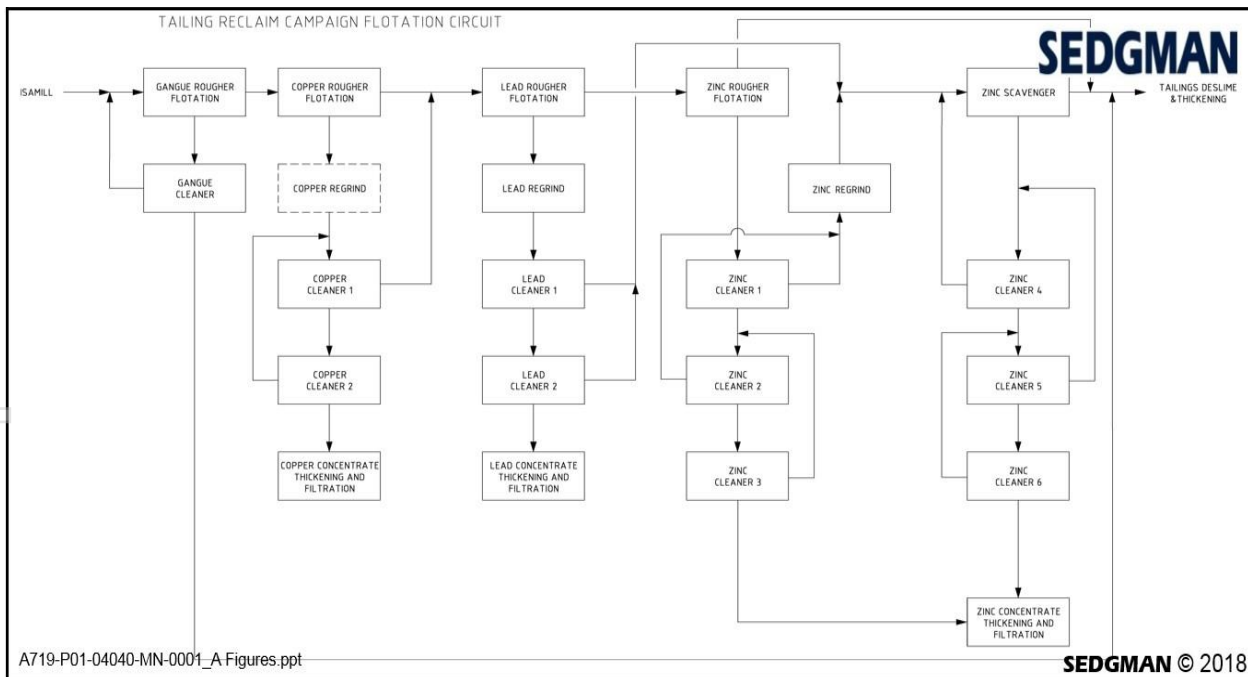 TAILING RECLAIM CAMPAIGN FLOTATION CIRCUIT
SEDGMAN
ISAMILL
GANGUE ROUGHER
FLOTATION
COPPER ROUGHER
FLOTATION
LEAD ROUGHER
FLOTATION
ZINC ROUGHER
FLOTATION
ZINC SCAVENGER
TAILINGS DESLIME
&THICKENING
GANGUE
CLEANER
COPPER REGRIND
LEAD REGRIND
ZINC REGRIND
COPPER
CLEANER 1
LEAD
CLEANER 1
ZINC
CLEANER 1
ZINC
CLEANER 4
COPPER
CLEANER 2
LEAD
CLEANER 2
ZINC
CLEANER 2
ZINC
CLEANER 5
COPPER CONCENTRATE
THICKENING AND
FILTRATION
LEAD CONCENTRATE
THICKENING AND
FILTRATION
ZINC
CLEANER 3
ZINC
CLEANER 6
ZINC CONCENTRATE
THICKENING AND
FILTRATION
A719-P01-04040-MN-0001_A Figures.ppt
SEDGMAN © 2018